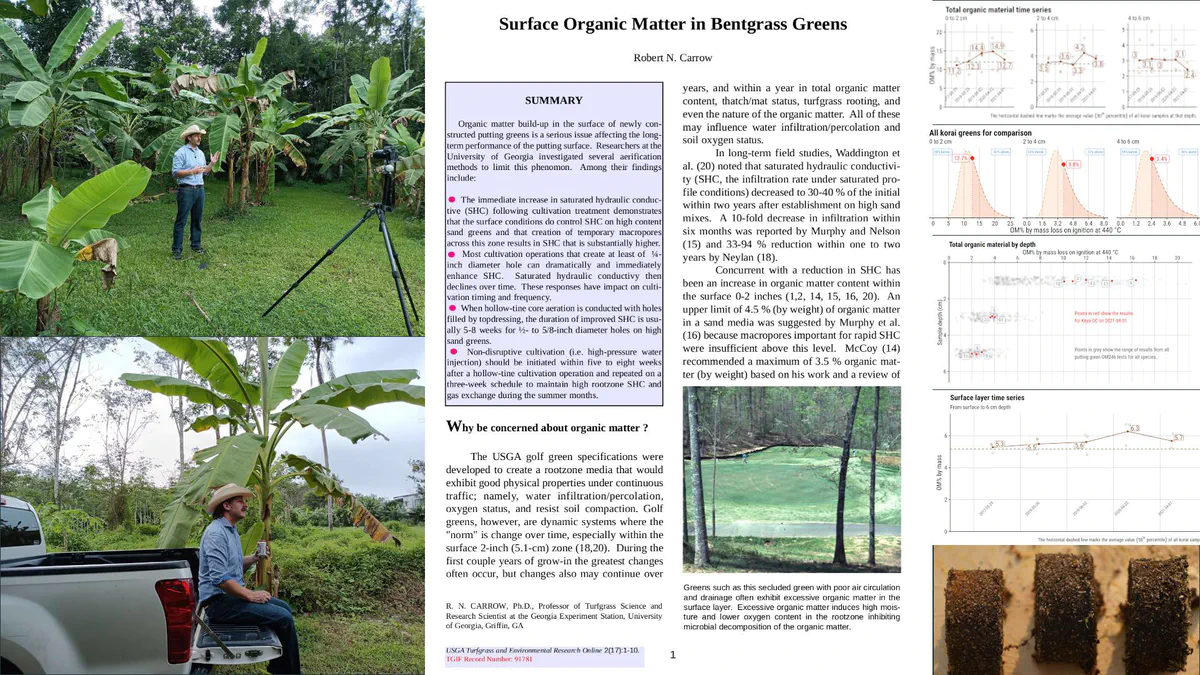 Surface Organic Matter in Bentgrass Greens
Robert N. Carrow
SUMMARY
Organic matter build-up in the surface of newly con-
structed putting greens is a serious issue affecting the long-
term performance of the putting surface. Researchers at the
University of Georgia investigated several aerification
methods to limit this phenomon. Among their findings
include:
The immediate increase in saturated hydraulic conduc-
tive (SHC) following cultivation treatment demonstrates
that the surface conditions do control SHC on high content
sand greens and that creation of temporary macropores
across this zone results in SHC that is substantially higher.
Most cultivation operations that create at least of ¼-
inch diameter hole can dramatically and immediately
enhance SHC. Saturated hydraulic conductivy then
declines over time. These responses have impact on culti-
vation timing and frequency.
When hollow-tine core aeration is conducted with holes
filled by topdressing, the duration of improved SHC is usu-
ally 5-8 weeks for ½- to 5/8-inch diameter holes on high
sand greens.
Non-disruptive cultivation (i.e. high-pressure water
injection) should be initiated within five to eight weeks
after a hollow-tine cultivation operation and repeated on a
three-week schedule to maintain high rootzone SHC and
gas exchange during the summer months.
Why be concerned about organic matter ?
The USGA golf green specifications were
developed to create a rootzone media that would
exhibit good physical properties under continuous
traffic; namely, water infiltration/percolation,
oxygen status, and resist soil compaction. Golf
greens, however, are dynamic systems where the
"norm" is change over time, especially within the
surface 2-inch (5.1-cm) zone (18,20). During the
first couple years of grow-in the greatest changes
often occur, but changes also may continue over
R. N. CARROW, Ph.D., Professor of Turfgrass Science and
Research Scientist at the Georgia Experiment Station, University
of Georgia, Griffin, GA
USGA Turfgrass and Environmental Research Online 2(17):1-10.
TGIF Record Number: 91781
years, and within a year in total organic matter
content, thatch/mat status, turfgrass rooting, and
even the nature of the organic matter. All of these
may influence water infiltration/percolation and
soil oxygen status.
In long-term field studies, Waddington et
al. (20) noted that saturated hydraulic conductivi-
ty (SHC, the infiltration rate under saturated pro-
file conditions) decreased to 30-40 % of the initial
within two years after establishment on high sand
mixes. A 10-fold decrease in infiltration within
six months was reported by Murphy and Nelson
(15) and 33-94 % reduction within one to two
years by Neylan (18).
Concurrent with a reduction in SHC has
been an increase in organic matter content within
the surface 0-2 inches (1,2, 14, 15, 16, 20). An
upper limit of 4.5 % (by weight) of organic matter
in a sand media was suggested by Murphy et al.
(16) because macropores important for rapid SHC
were insufficient above this level. McCoy (14)
recommended a maximum of 3.5 % organic mat-
ter (by weight) based on his work and a review of
Greens such as this secluded green with poor air circulation
and drainage often exhibit excessive organic matter in the
surface layer. Excessive organic matter induces high mois-
ture and lower oxygen content in the rootzone inhibiting
microbial decomposition of the organic matter.
1
Total organic material time series
0 to 2 cm 2 to 4 cm 4 to 6 cm
OM% by mass
The horizontal dashed line marks the average value (50th percentile) of all korai samples at that depth.
All korai greens for comparison
0 to 2 cm 2 to 4 cm 4 to 6 cm
12.7% 3.8% 2.4%
OM% by mass loss on ignition at 440 °C
Total organic material by depth
OM% by mass loss on ignition at 440 °C
0 2 4 6 8 10 12 14 16 18 20 22
Sample depth (cm)
Points in red show the results
for Keya GC on 2021-04-01.
Points in grey show the range of results from all
putting green OM246 tests for all species.
Surface layer time series
From surface to 6 cm depth
OM% by mass
6.3
5.7
The horizontal dashed line marks the average value (50th percentile) of all korai samp